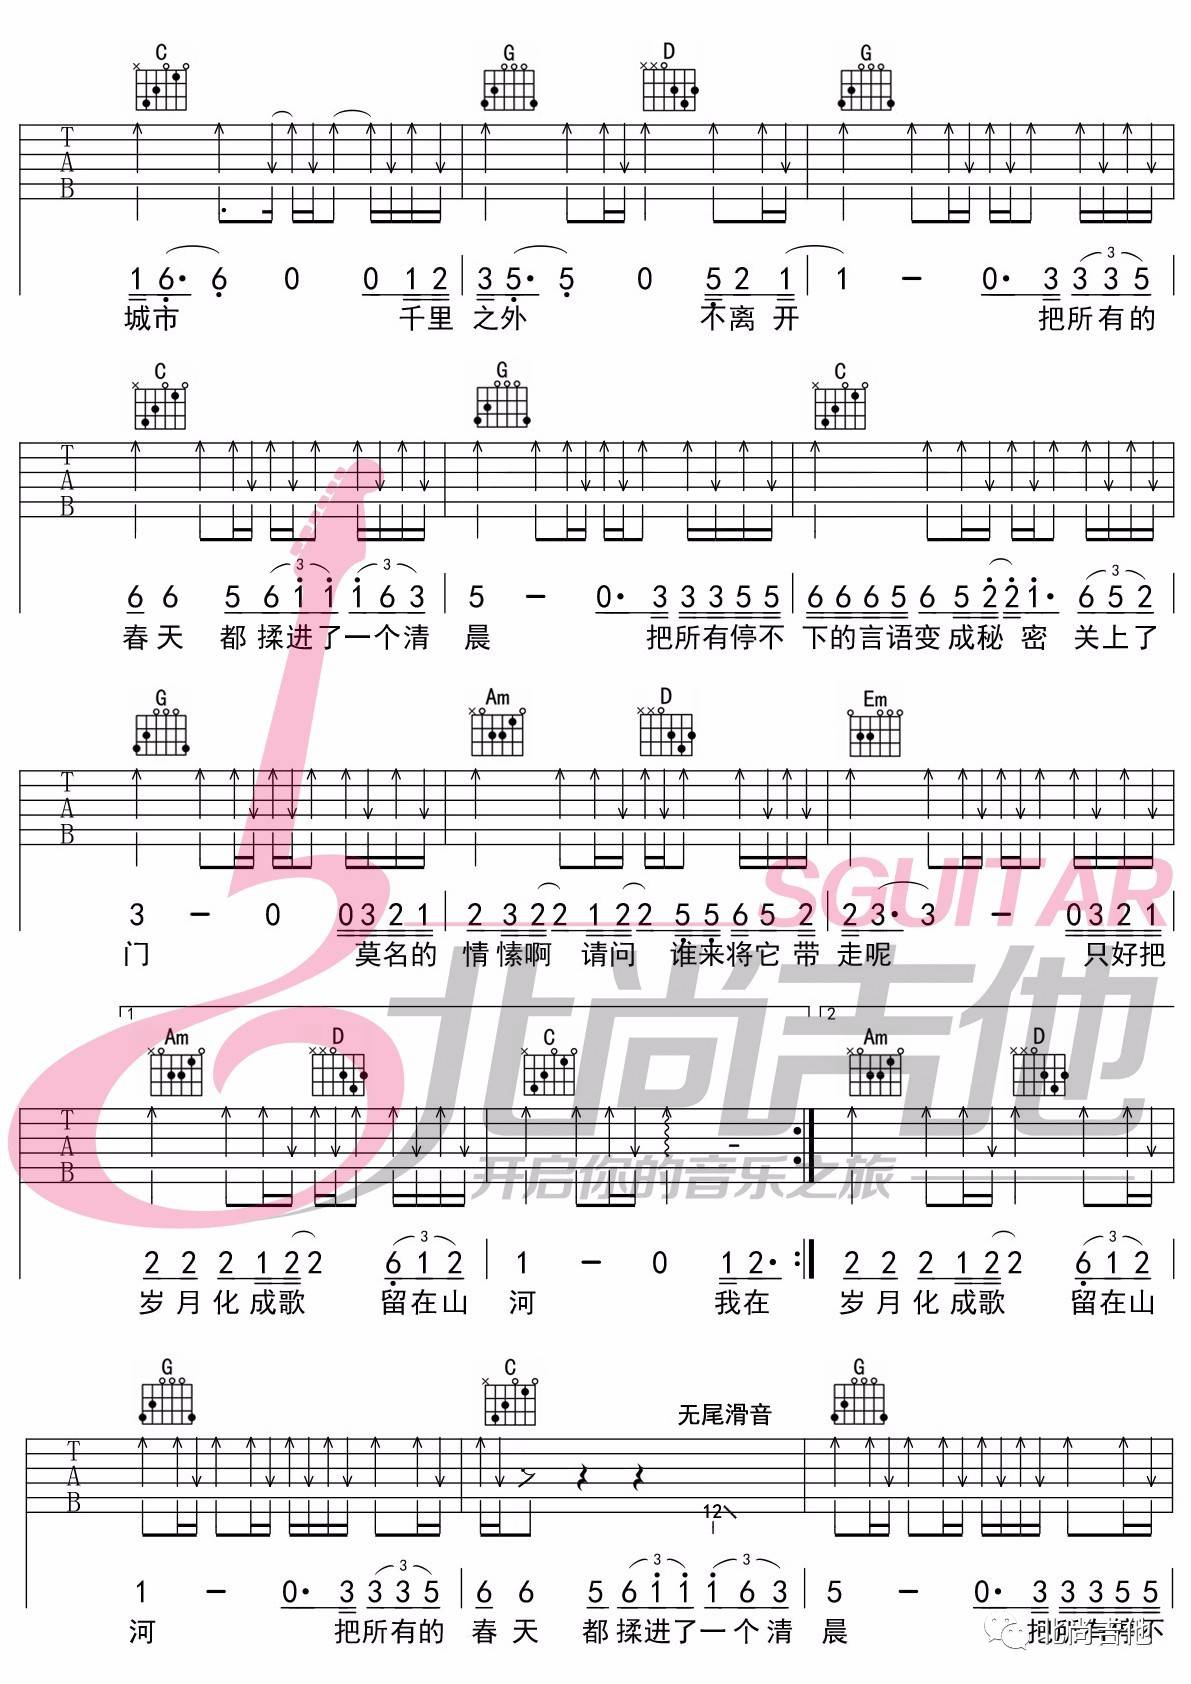 C G D G
T
A
B
1 6· 6 0 0 1 2 3 5· 5 0 5 2 1 1 – 0· 3 3 3 5
3
城市 千里 之外 不离 开 把所有的
C G C
T
A
B
6 6 5 6 1 1 1 6 3 5 – 0· 3 3 3 5 5 6 6 6 5 6 5 2 2 1· 6 5 2
3 3 3
春天 都 揉进了一个清 晨 把所有停不 下的言语变 成秘 密 关上了
G Am D Em
T
A
B
3 – 0 0 3 2 1 2 3 2 2 1 2 2 5 5 6 5 2 2 3· 3 – 0 3 2 1
门 莫名的 情愫啊 请问 谁来将它 带 走呢 只好把
SGUITAR
北尚吉他
开启你的音乐之旅
1 2
Am D C Am D
T
A
B
2 2 2 1 2 2 6 1 2 1 – 0 1 2· 2 2 2 1 2 2 6 1 2
3 3
岁 月 化 成歌 留在山 河 我在 岁 月 化 成歌 留在山
G C G
无尾滑音
T
A
B
12
1 – 0· 3 3 3 5 6 6 5 6 1 1 1 6 3 5 – 0· 3 3 3 5 5
3 3 3
河 把所有的 春天 都 揉进了一个清 晨 把所有停不
北尚吉他